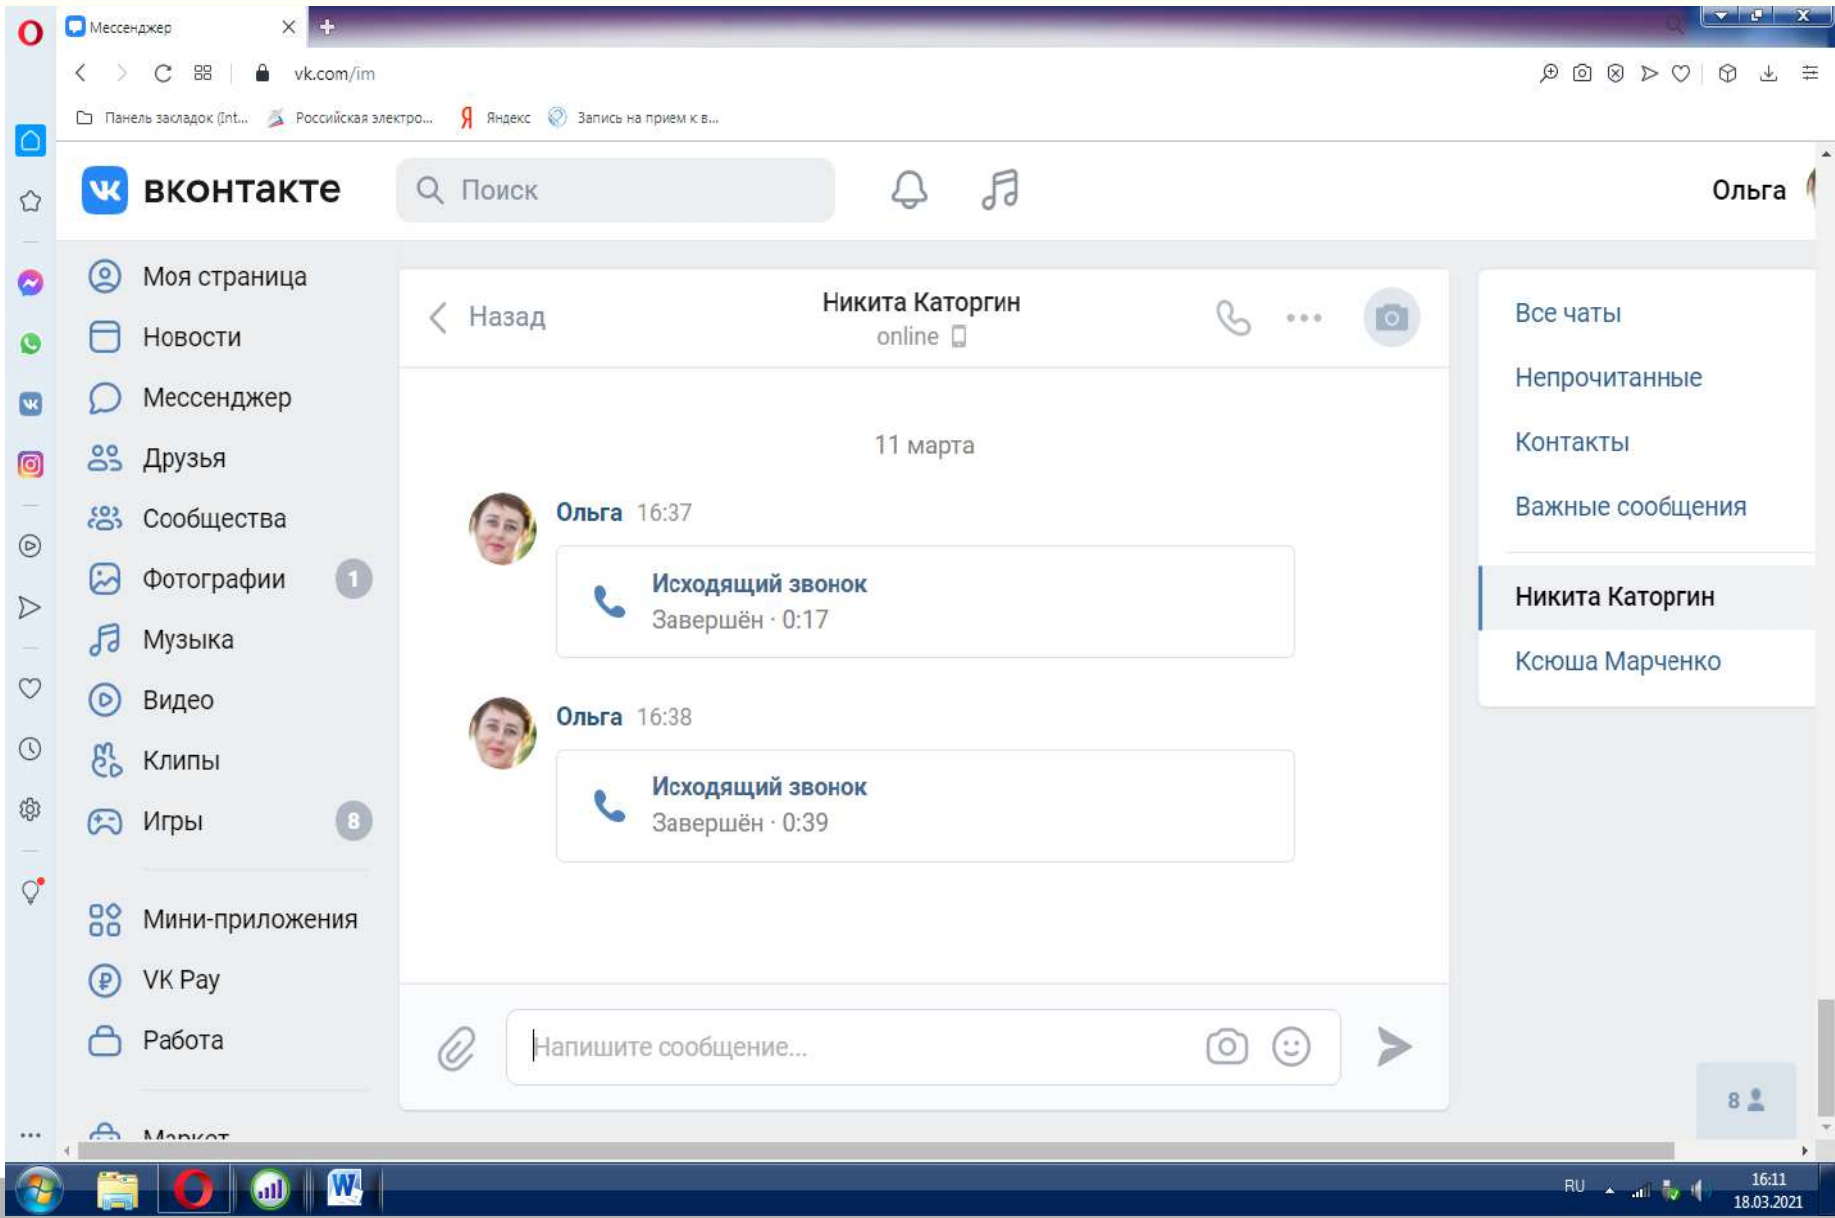 Мессенджер
vk.com/im
Панель закладок (Int...
Российская электро...
Яндекс
Запись на прием к в...
вконтакте
Поиск
Ольга
Моя страница
Новости
Мессенджер
Друзья
Сообщества
Фотографии 1
Музыка
Видео
Клипы
Игры 8
Мини-приложения
VK Pay
Работа
Маркет
Назад
Никита Каторгин
online
11 марта
Ольга 16:37
Исходящий звонок
Завершён · 0:17
Ольга 16:38
Исходящий звонок
Завершён · 0:39
Напишите сообщение...
Все чаты
Непрочитанные
Контакты
Важные сообщения
Никита Каторгин
Ксюша Марченко
8
RU
16:11
18.03.2021